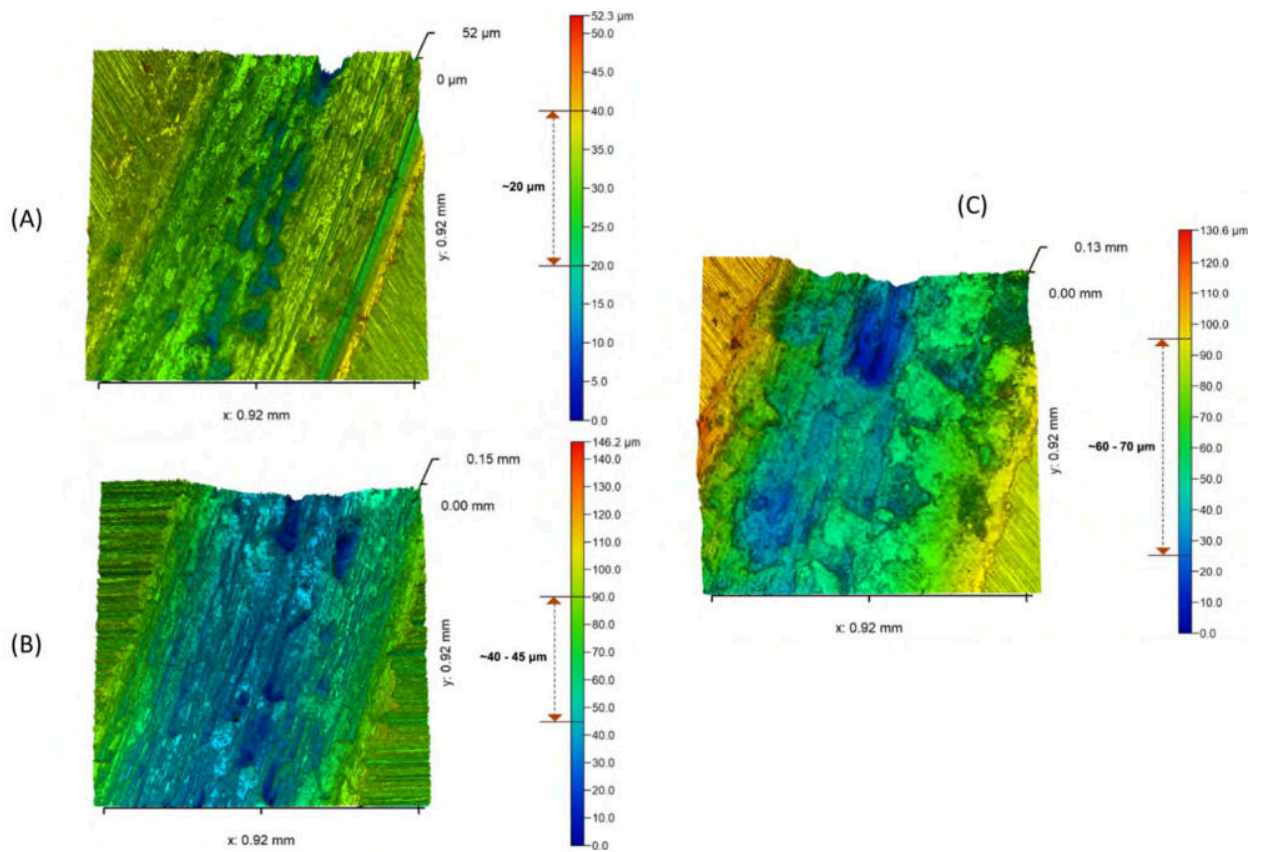 (A)
52 µm
0 µm
y: 0.92 mm
x: 0.92 mm
~20 µm
52.3 µm
50.0
45.0
40.0
35.0
30.0
25.0
20.0
15.0
10.0
5.0
0.0
(B)
0.15 mm
0.00 mm
y: 0.92 mm
x: 0.92 mm
~40 - 45 µm
146.2 µm
140.0
130.0
120.0
110.0
100.0
90.0
80.0
70.0
60.0
50.0
40.0
30.0
20.0
10.0
0.0
(C)
0.13 mm
0.00 mm
y: 0.92 mm
x: 0.92 mm
~60 - 70 µm
130.6 µm
120.0
110.0
100.0
90.0
80.0
70.0
60.0
50.0
40.0
30.0
20.0
10.0
0.0